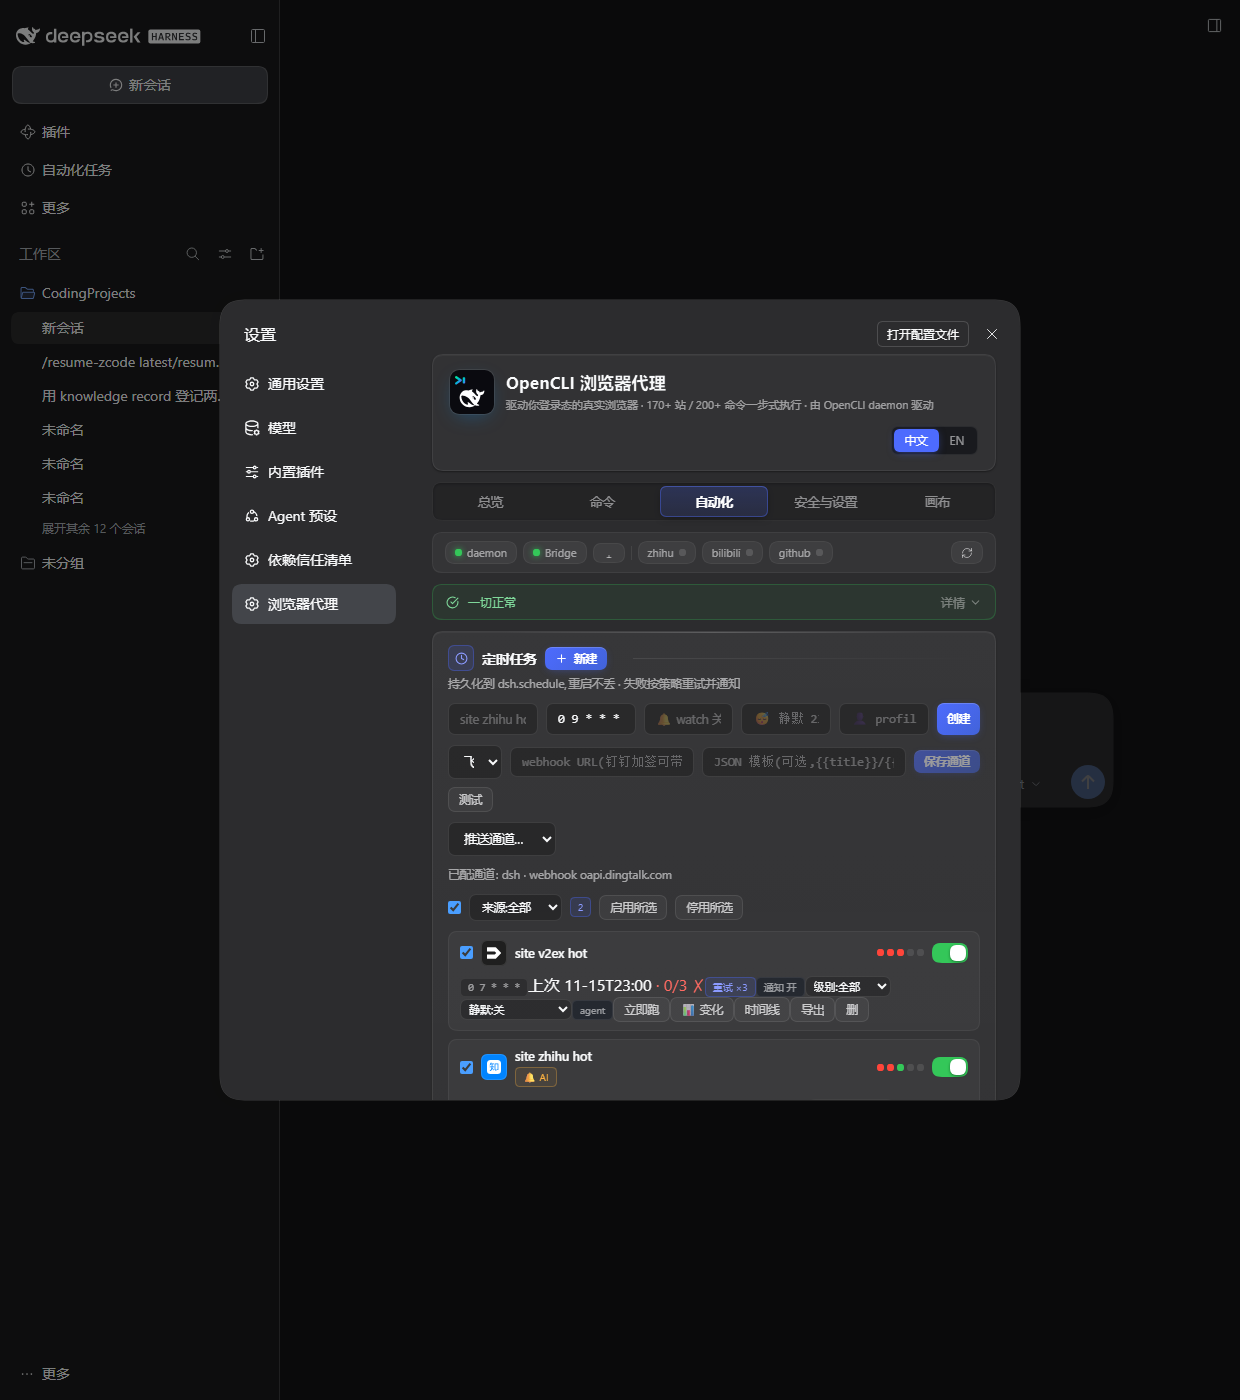 deepseek HARNESS
新会话
插件
自动化任务
更多
工作区
CodingProjects
新会话
/resume-zcode latest/resum...
用 knowledge record 登记两...
未命名
未命名
未命名
展开其余 12 个会话
未分组
更多
设置
打开配置文件
通用设置
模型
内置插件
Agent 预设
依赖信任清单
浏览器代理
OpenCLI 浏览器代理
驱动你登录态的真实浏览器 · 170+ 站 / 200+ 命令一步式执行 · 由 OpenCLI daemon 驱动
中文 EN
总览 命令 自动化 安全与设置 画布
daemon Bridge zhihu bilibili github
一切正常 详情
定时任务 + 新建
持久化到 dsh.schedule, 重启不丢 · 失败按策略重试并通知
site zhihu ho 0 9 * * * watch 关 静默 2 profil 创建
飞 webhook URL(钉钉加签可带 JSON 模板(可选,{{title}}/{ 保存通道
测试
推送通道...
已配通道: dsh · webhook oapi.dingtalk.com
来源:全部 2 启用所选 停用所选
site v2ex hot
0 7 * * * 上次 11-15T23:00 · 0/3 ✗ 重试 ×3 通知 开 级别:全部
静默:关 agent 立即跑 变化 时间线 导出 删
site zhihu hot
知
AI